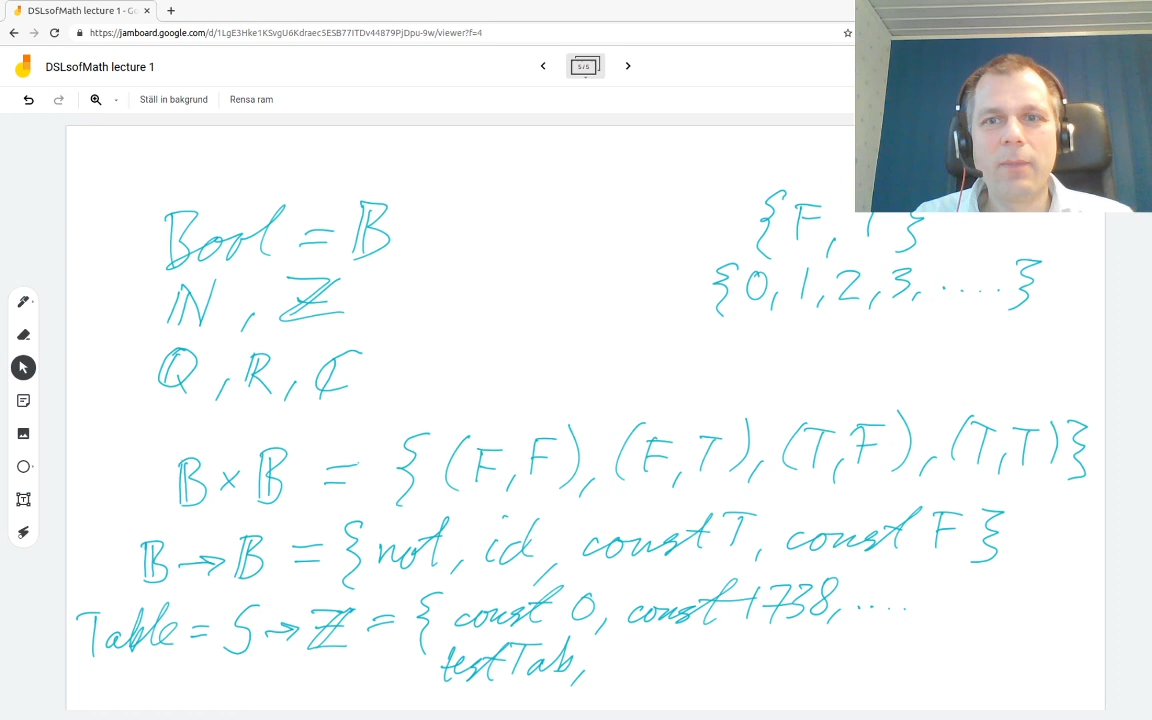 DSLsofMath lecture 1 - Go
https://jamboard.google.com/d/1LgE3Hke1KSvgU6Kdraec5ESB77ITDv44879PjDpu-9w/viewer?f=4
DSLsofMath lecture 1
5/5
Ställ in bakgrund
Rensa ram
Bool = B {F, T}
N, Z {0, 1, 2, 3, .....}
Q, R, C
B × B = {(F,F), (F,T), (T,F), (T,T)}
B → B = {not, id, const T, const F}
Table = S → Z = {const 0, const 1738, ....
testTab,